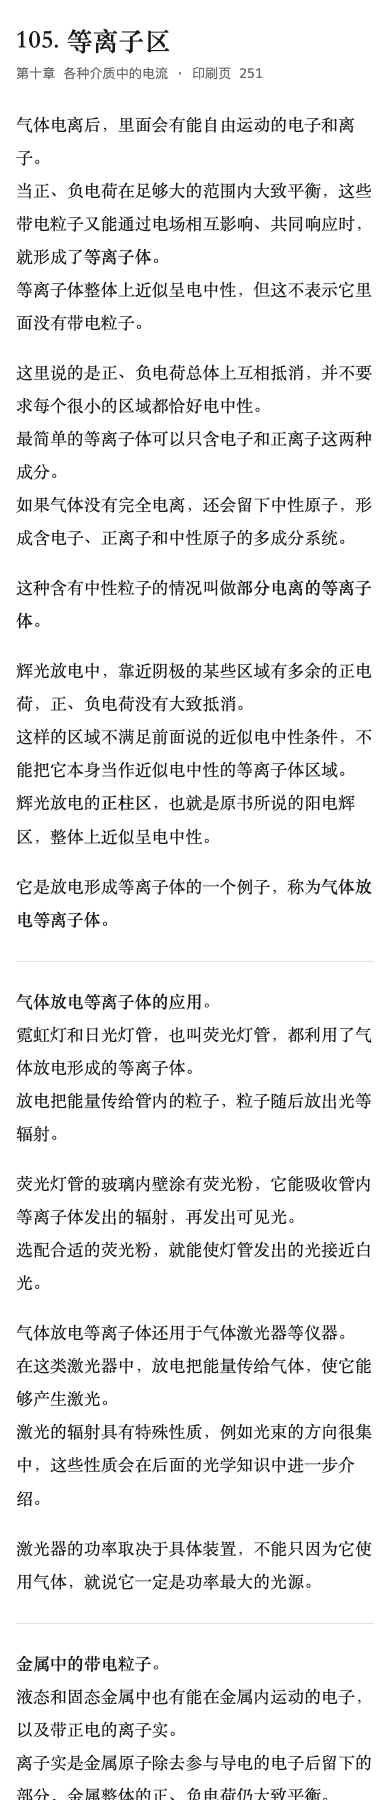 105. 等离子区
第十章 各种介质中的电流 · 印刷页 251
气体电离后，里面会有能自由运动的电子和离
子。
当正、负电荷在足够大的范围内大致平衡，这些
带电粒子又能通过电场相互影响、共同响应时，
就形成了等离子体。
等离子体整体上近似呈电中性，但这不表示它里
面没有带电粒子。
这里说的是正、负电荷总体上互相抵消，并不要
求每个很小的区域都恰好电中性。
最简单的等离子体可以只含电子和正离子这两种
成分。
如果气体没有完全电离，还会留下中性原子，形
成含电子、正离子和中性原子的多成分系统。
这种含有中性粒子的情况叫做部分电离的等离子
体。
辉光放电中，靠近阴极的某些区域有多余的正电
荷，正、负电荷没有大致抵消。
这样的区域不满足前面说的近似电中性条件，不
能把它本身当作近似电中性的等离子体区域。
辉光放电的正柱区，也就是原书所说的阳电辉
区，整体上近似呈电中性。
它是放电形成等离子体的一个例子，称为气体放
电等离子体。
气体放电等离子体的应用。
霓虹灯和日光灯管，也叫荧光灯管，都利用了气
体放电形成的等离子体。
放电把能量传给管内的粒子，粒子随后放出光等
辐射。
荧光灯管的玻璃内壁涂有荧光粉，它能吸收管内
等离子体发出的辐射，再发出可见光。
选配合适的荧光粉，就能使灯管发出的光接近白
光。
气体放电等离子体还用于气体激光器等仪器。
在这类激光器中，放电把能量传给气体，使它能
够产生激光。
激光的辐射具有特殊性质，例如光束的方向很集
中，这些性质会在后面的光学知识中进一步介
绍。
激光器的功率取决于具体装置，不能只因为它使
用气体，就说它一定是功率最大的光源。
金属中的带电粒子。
液态和固态金属中也有能在金属内运动的电子，
以及带正电的离子实。
离子实是金属原子除去参与导电的电子后留下的
部分，金属整体的正、负电荷仍大致平衡。